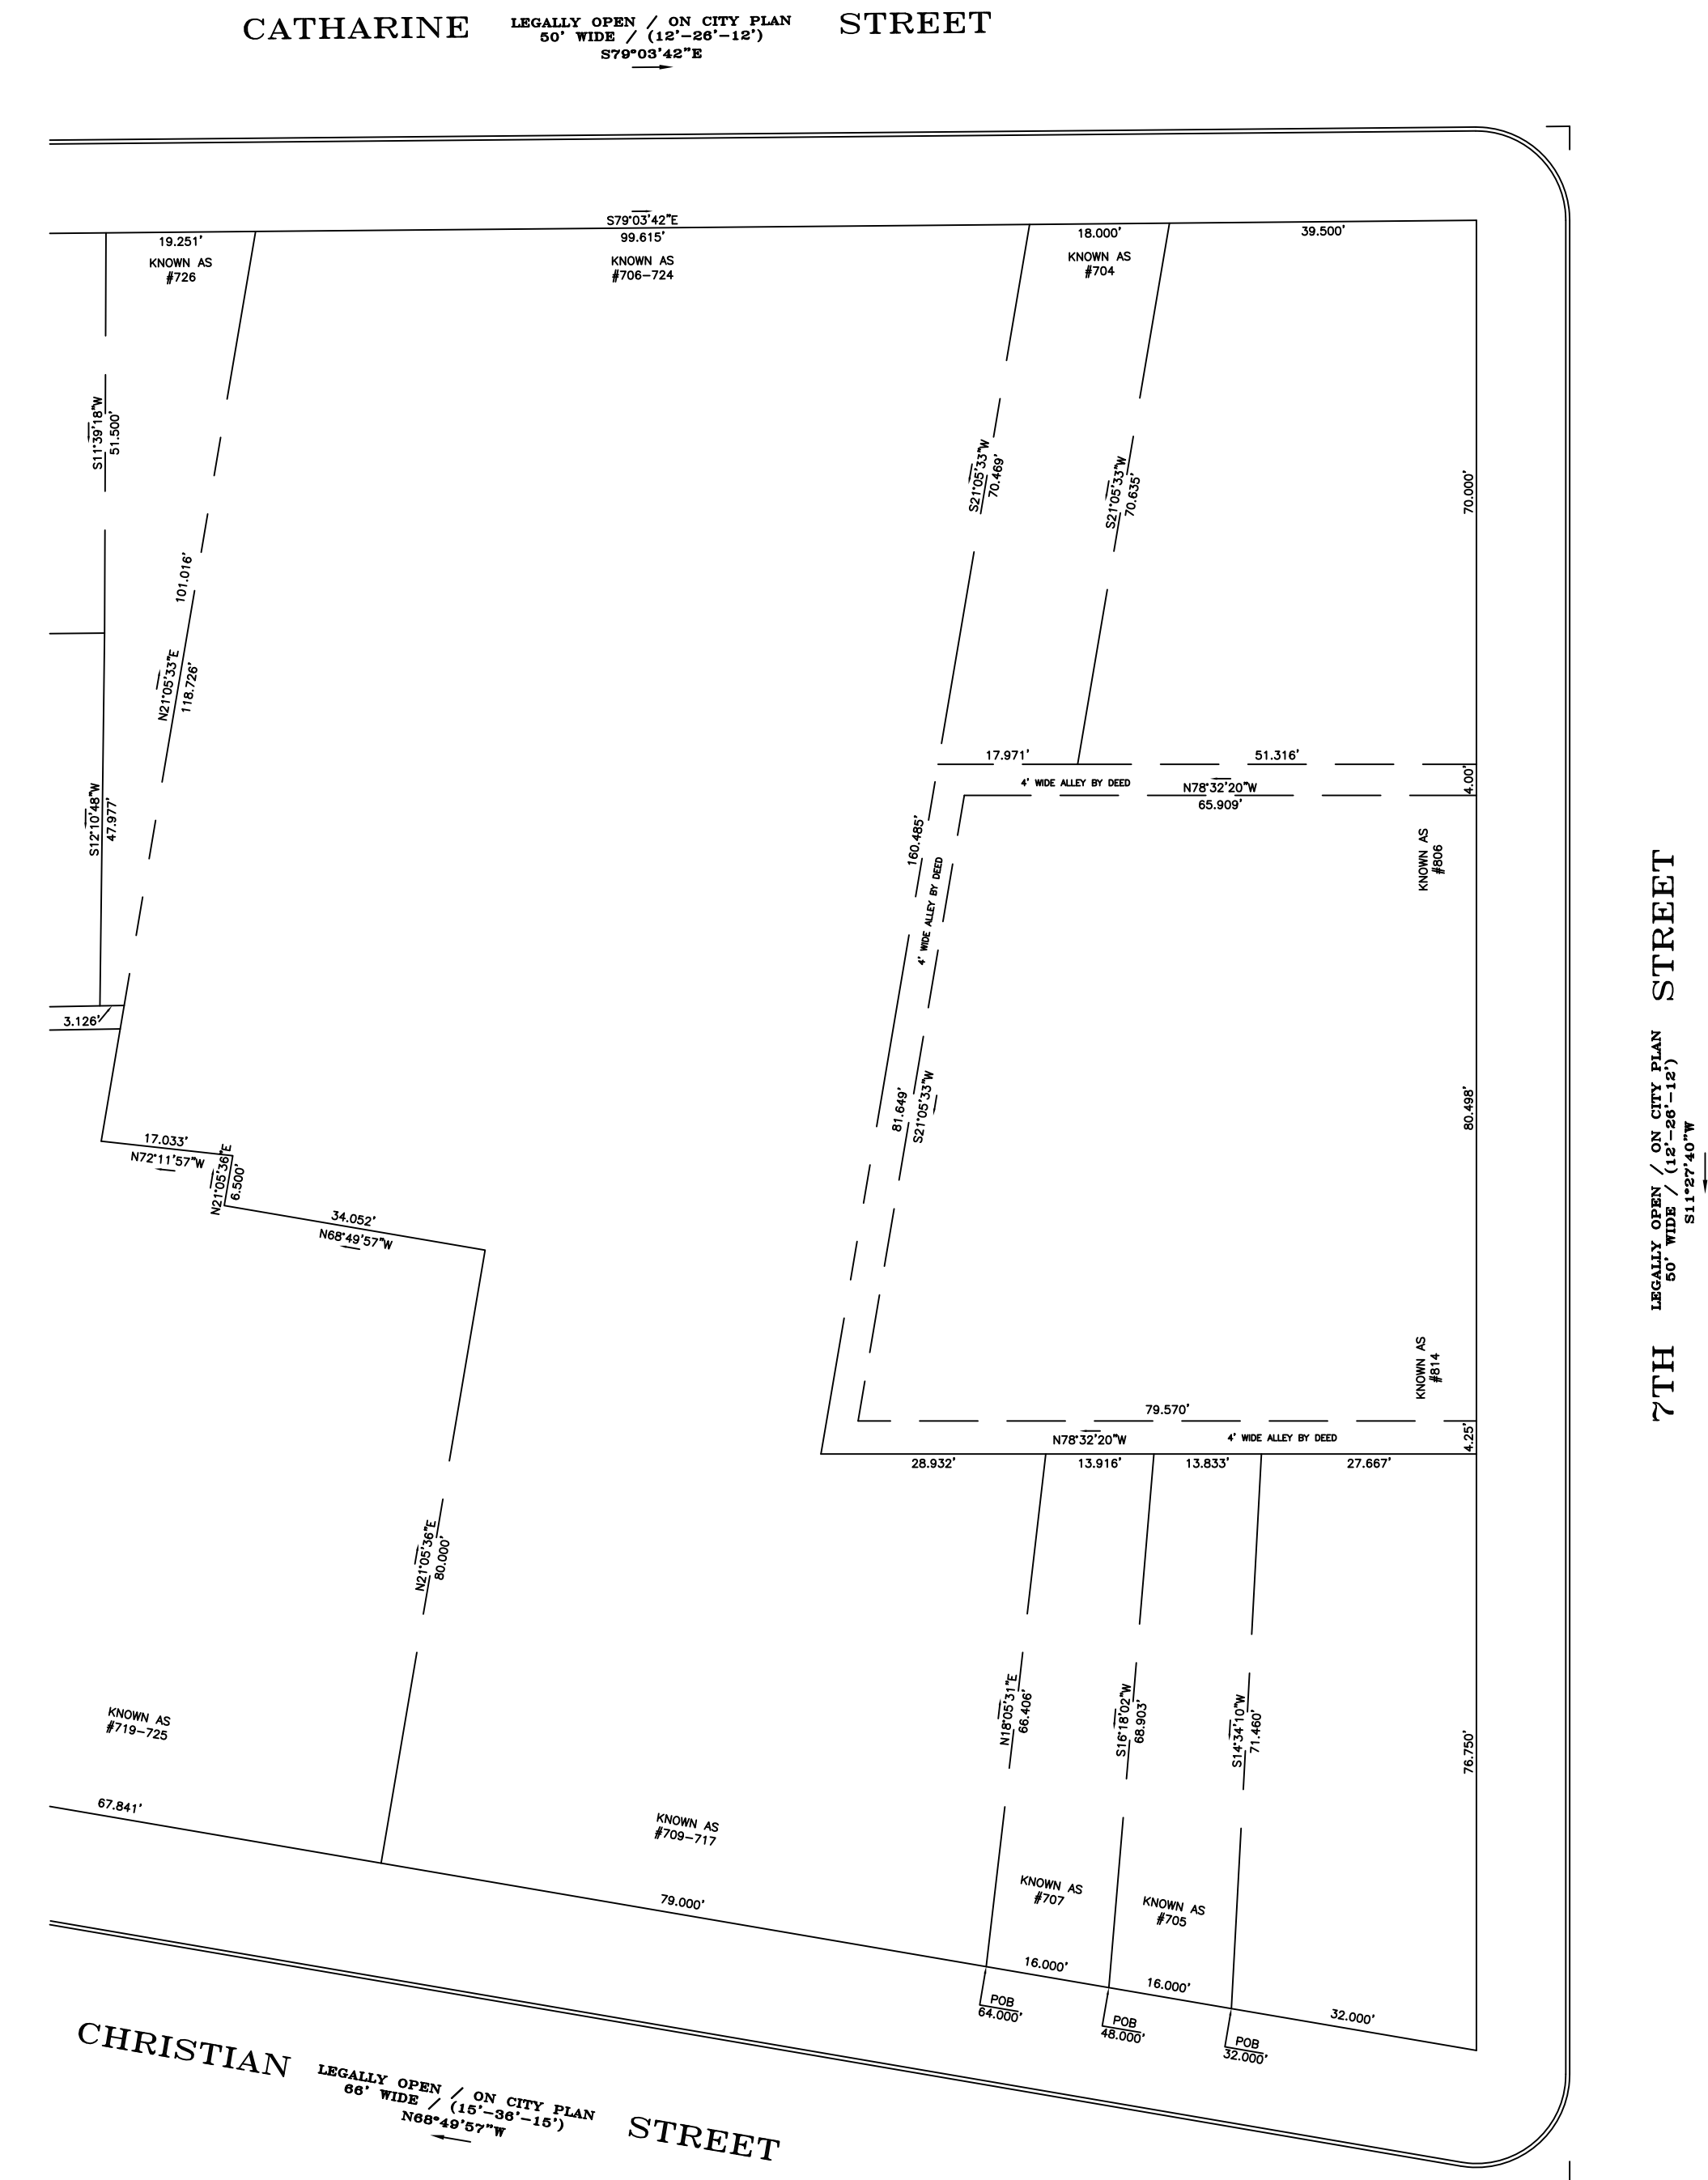 CATHARINE LEGALLY OPEN / ON CITY PLAN STREET
50' WIDE / (12'-26'-12')
S79°03'42"E
S79°03'42"E
19.251'
99.615'
18.000'
39.500'
KNOWN AS
#726
KNOWN AS
#706-724
KNOWN AS
#704
S11°39'18"W
51.500'
S21°05'33"W
70.469'
S21°05'33"W
70.635'
70.000'
101.016'
N21°05'33"E
118.726'
17.971'
51.316'
4' WIDE ALLEY BY DEED
N78°32'20"W
65.909'
4.00'
S12°10'48"W
47.977'
160.485'
4' WIDE ALLEY BY DEED
KNOWN AS
#806
3.126'
81.649'
S21°05'33"W
80.498'
17.033'
N72°11'57"W
N21°05'36"E
6.500'
34.052'
N68°49'57"W
KNOWN AS
#814
79.570'
N78°32'20"W
4' WIDE ALLEY BY DEED
4.25'
28.932'
13.916'
13.833'
27.667'
N21°05'36"E
80.000'
N18°05'31"E
66.406'
S16°18'02"W
68.903'
S14°34'10"W
71.460'
76.750'
KNOWN AS
#719-725
67.841'
KNOWN AS
#709-717
79.000'
KNOWN AS
#707
KNOWN AS
#705
16.000'
16.000'
32.000'
POB
64.000'
POB
48.000'
POB
32.000'
CHRISTIAN LEGALLY OPEN / ON CITY PLAN STREET
66' WIDE / (15'-36'-15')
N68°49'57"W
7TH LEGALLY OPEN / ON CITY PLAN STREET
50' WIDE / (12'-26'-12')
S11°27'40"W